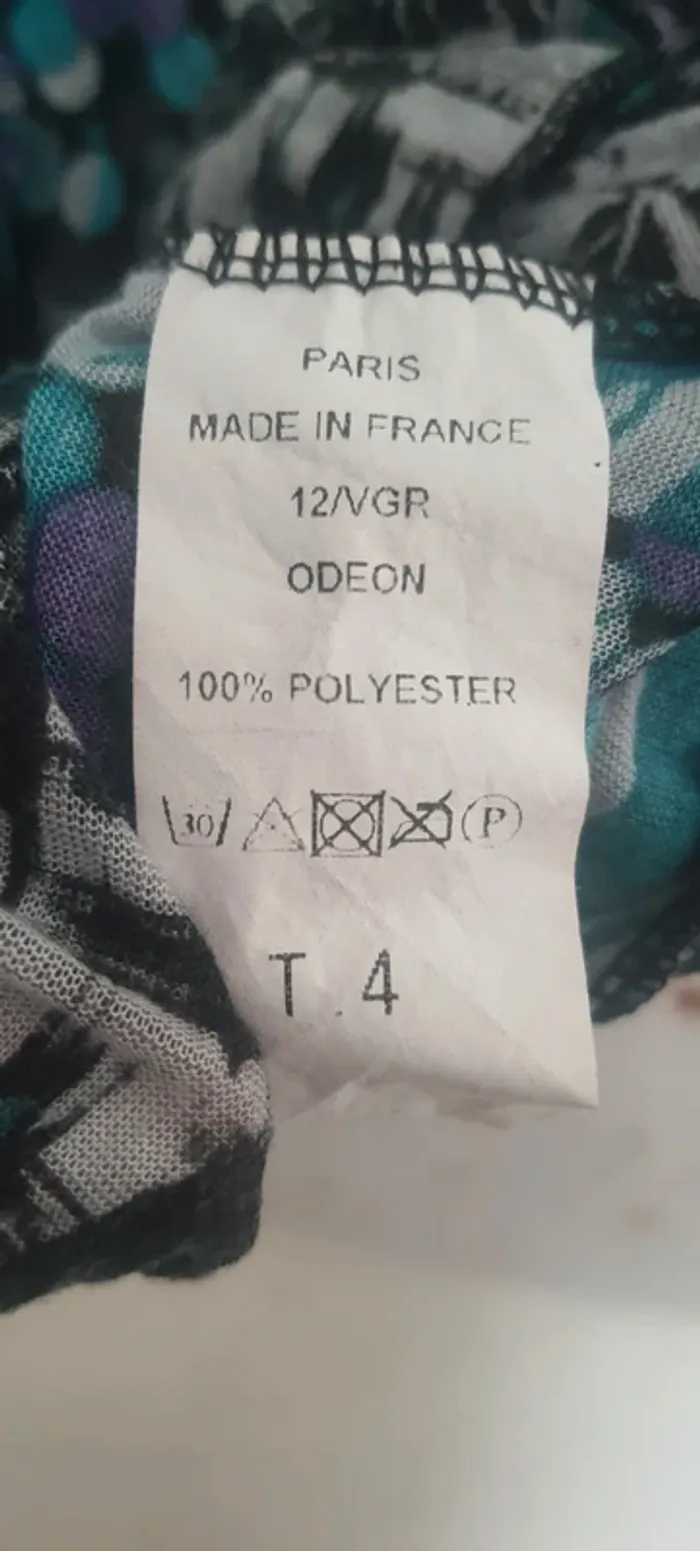 PARIS
MADE IN FRANCE
12/VGR
ODEON
100% POLYESTER
30 P
T.4